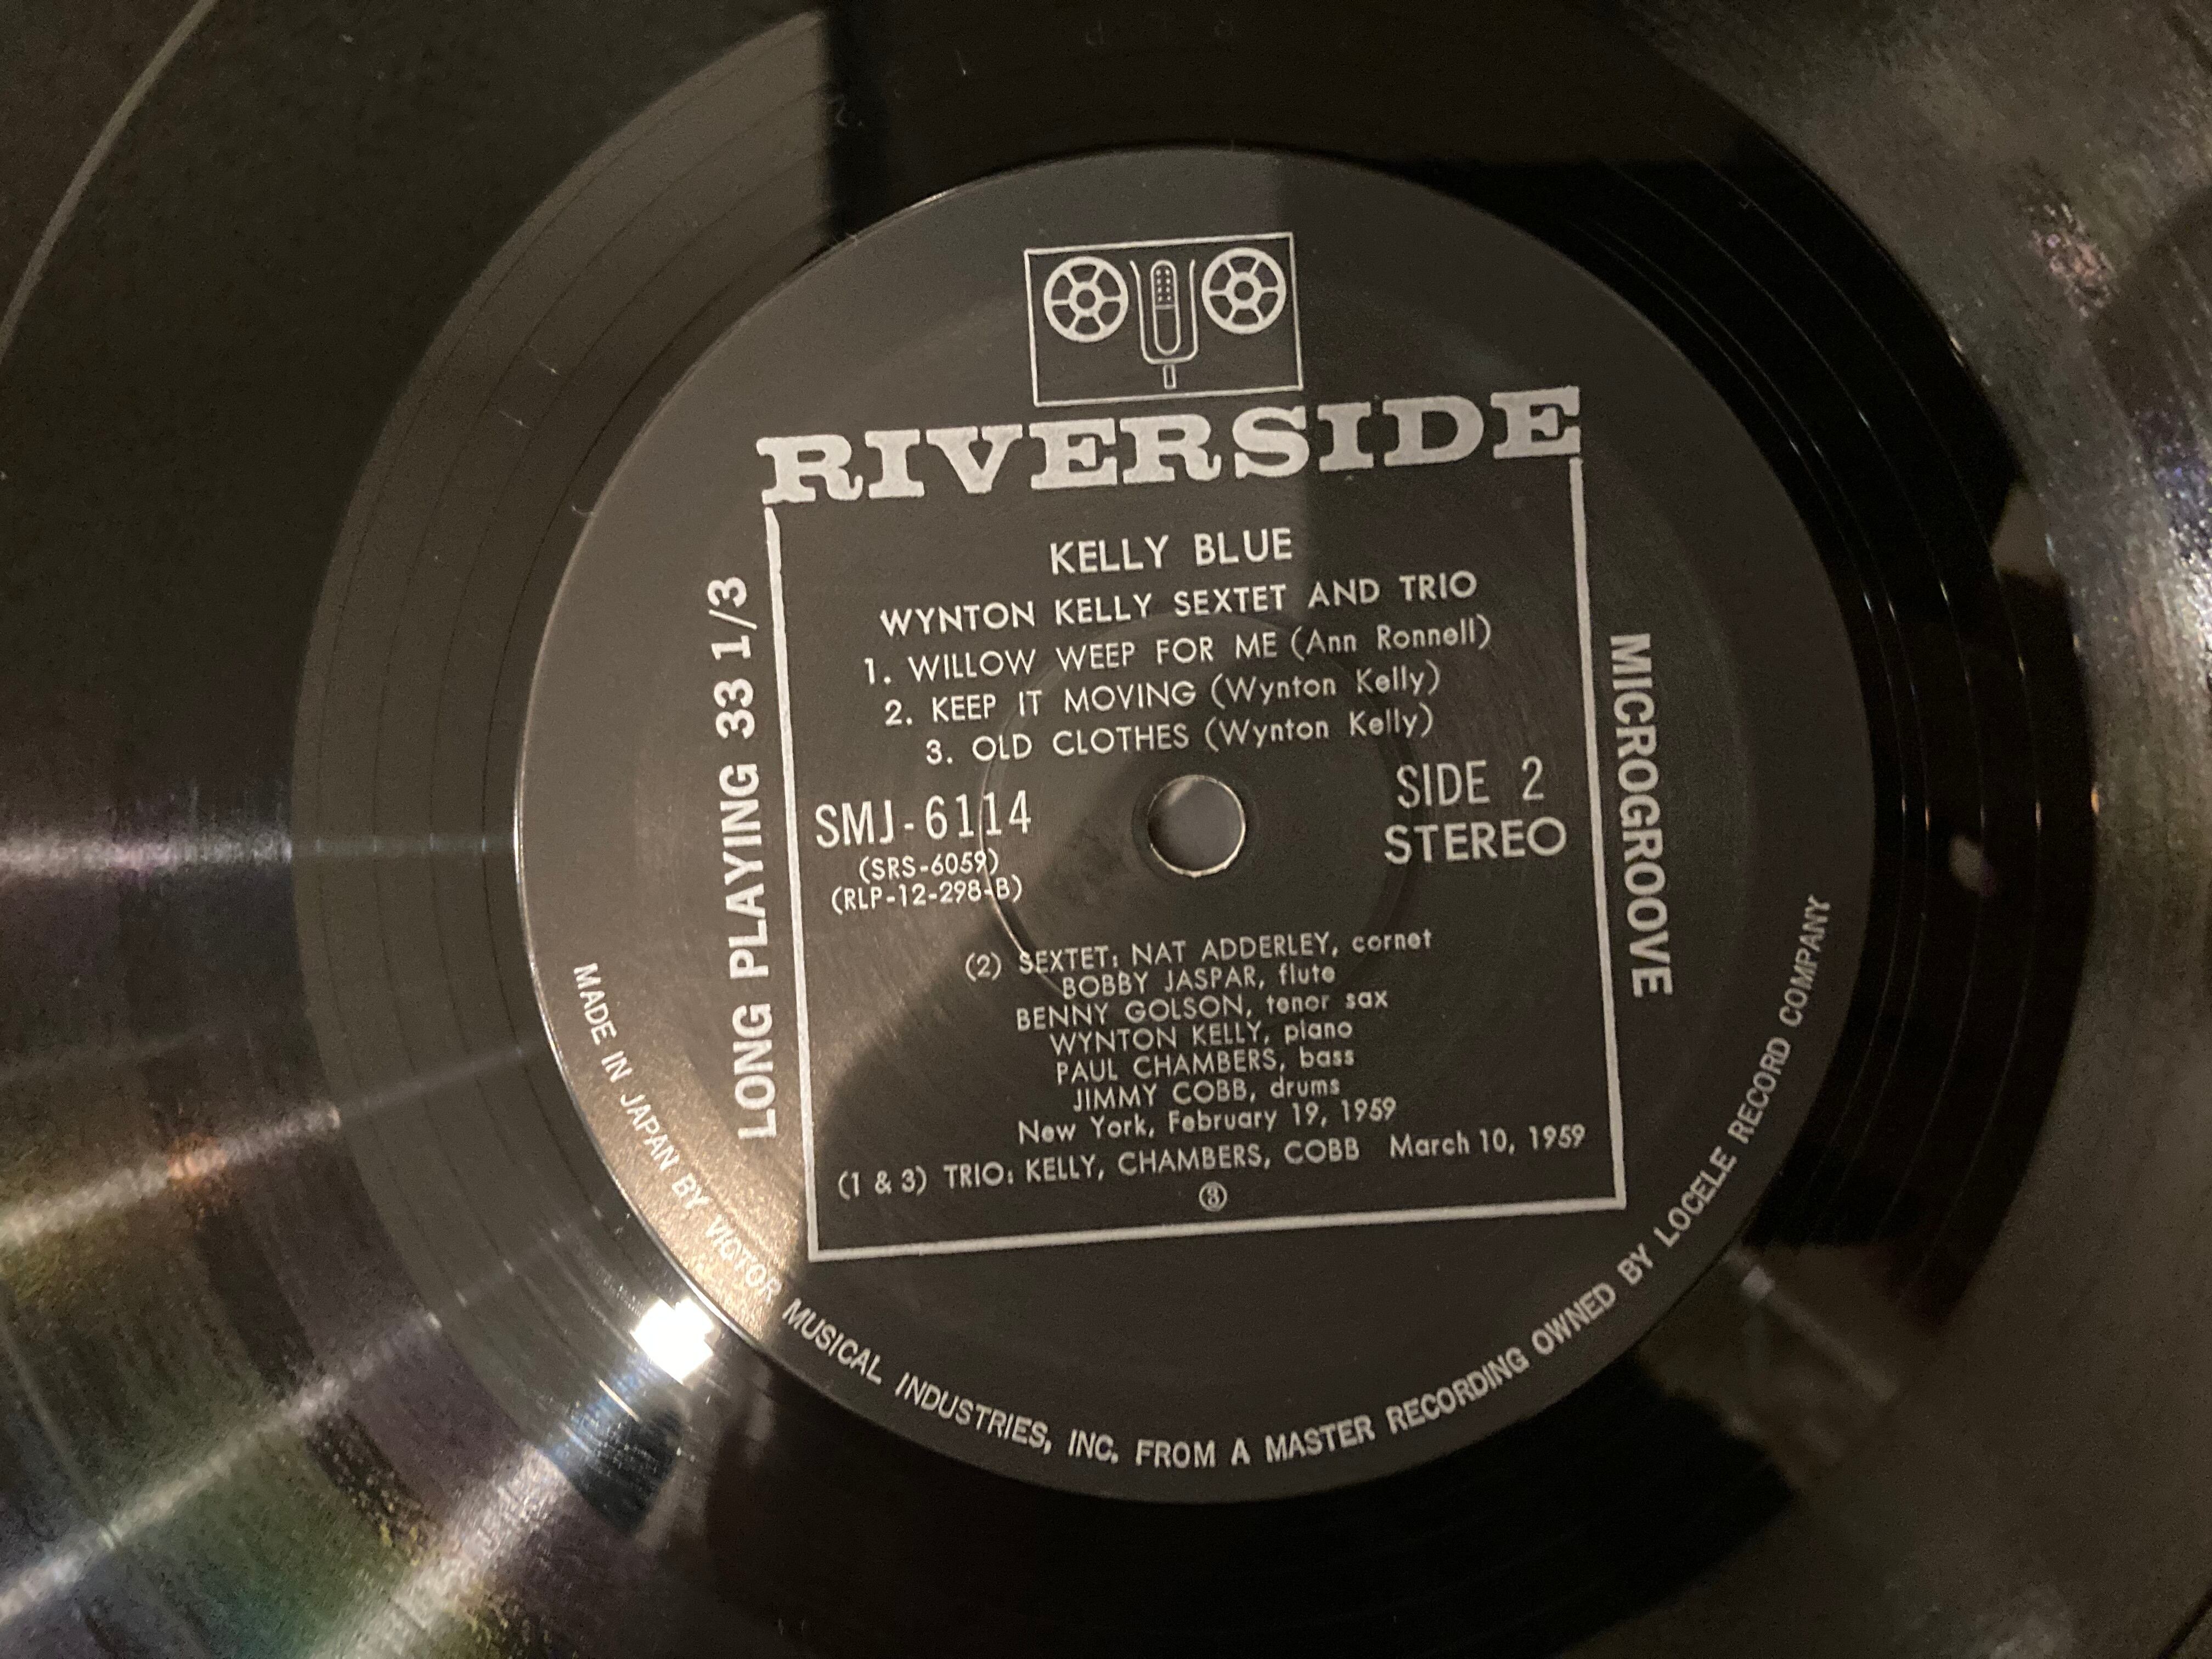 RIVERSIDE
KELLY BLUE
WYNTON KELLY SEXTET AND TRIO
1. WILLOW WEEP FOR ME (Ann Ronnell)
2. KEEP IT MOVING (Wynton Kelly)
3. OLD CLOTHES (Wynton Kelly)
SMJ-6114
(SRS-6059)
(RLP-12-298-B)
SIDE 2
STEREO
(2) SEXTET: NAT ADDERLEY, cornet
BOBBY JASPAR, flute
BENNY GOLSON, tenor sax
WYNTON KELLY, piano
PAUL CHAMBERS, bass
JIMMY COBB, drums
New York, February 19, 1959
(1 & 3) TRIO: KELLY, CHAMBERS, COBB March 10, 1959
③
LONG PLAYING 33 1/3
MICROGROOVE
MADE IN JAPAN BY VICTOR MUSICAL INDUSTRIES, INC. FROM A MASTER RECORDING OWNED BY LOCELE RECORD COMPANY